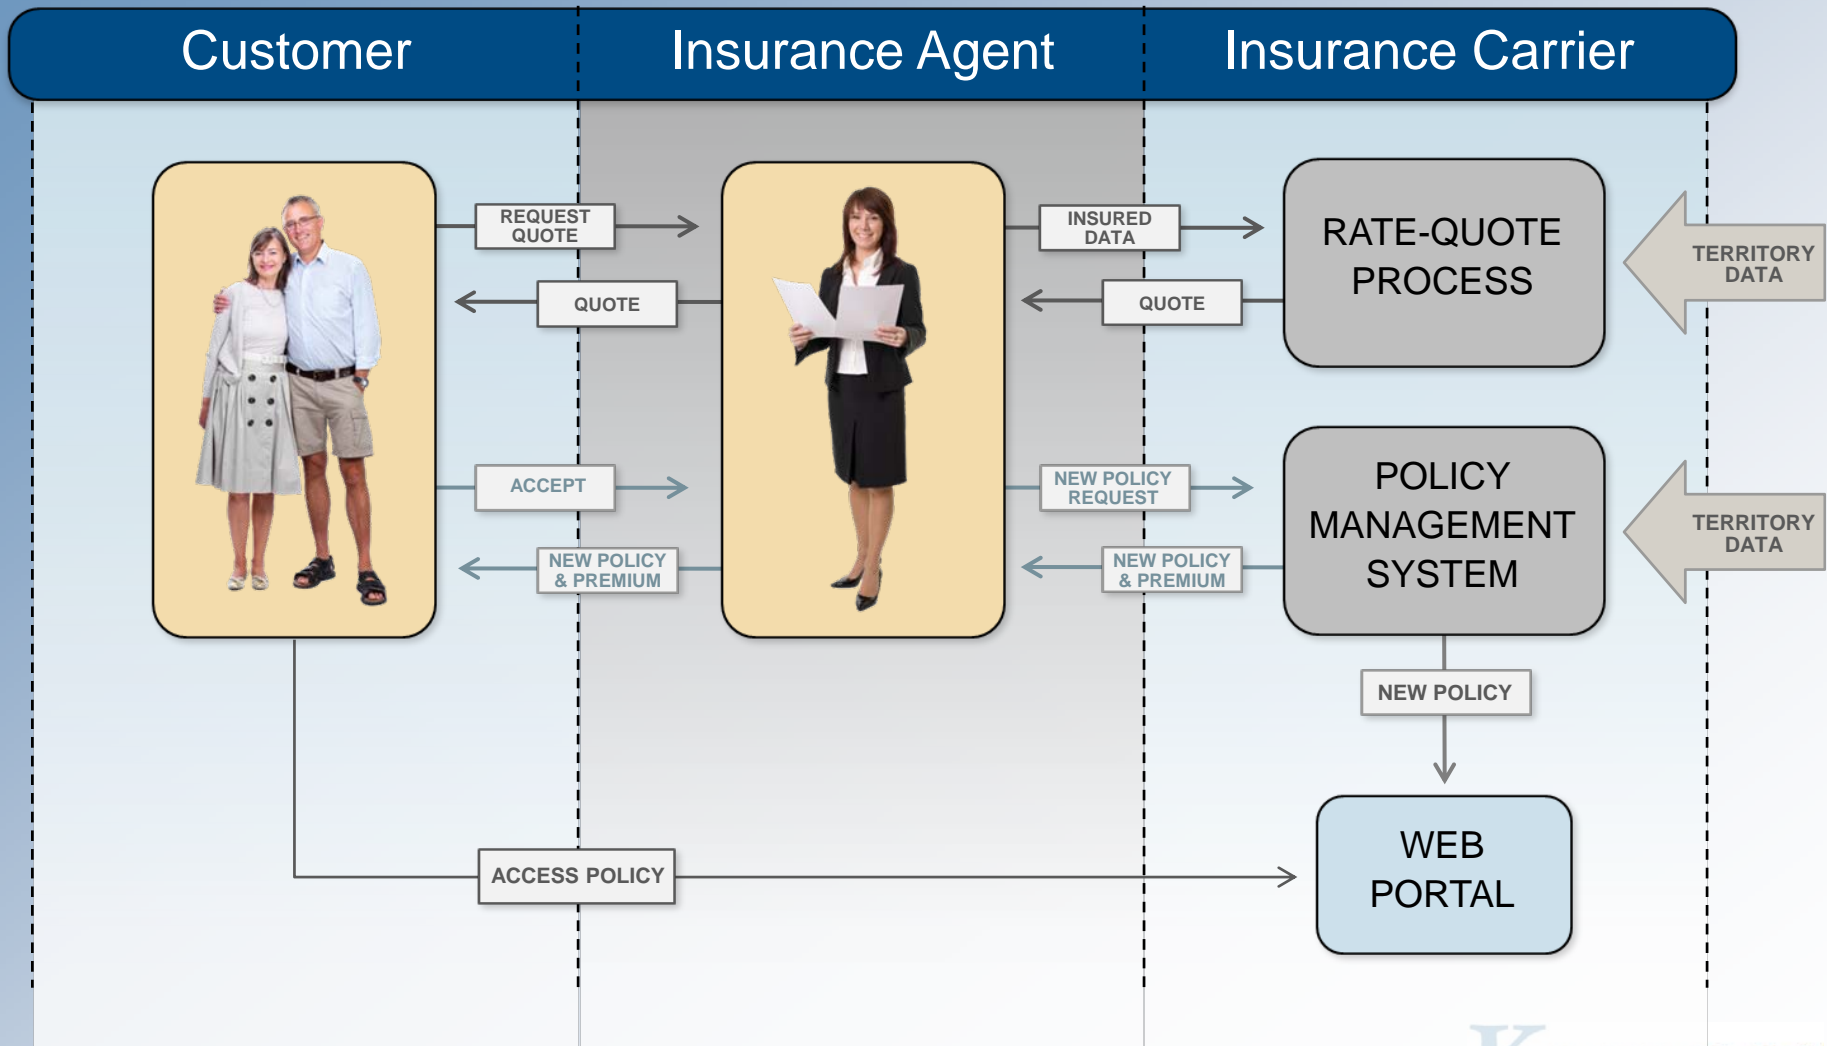 Customer
Insurance Agent
Insurance Carrier
REQUEST
QUOTE
INSURED
DATA
RATE-QUOTE
PROCESS
TERRITORY
DATA
QUOTE
QUOTE
ACCEPT
NEW POLICY
REQUEST
POLICY
MANAGEMENT
SYSTEM
TERRITORY
DATA
NEW POLICY
& PREMIUM
NEW POLICY
& PREMIUM
NEW POLICY
ACCESS POLICY
WEB
PORTAL